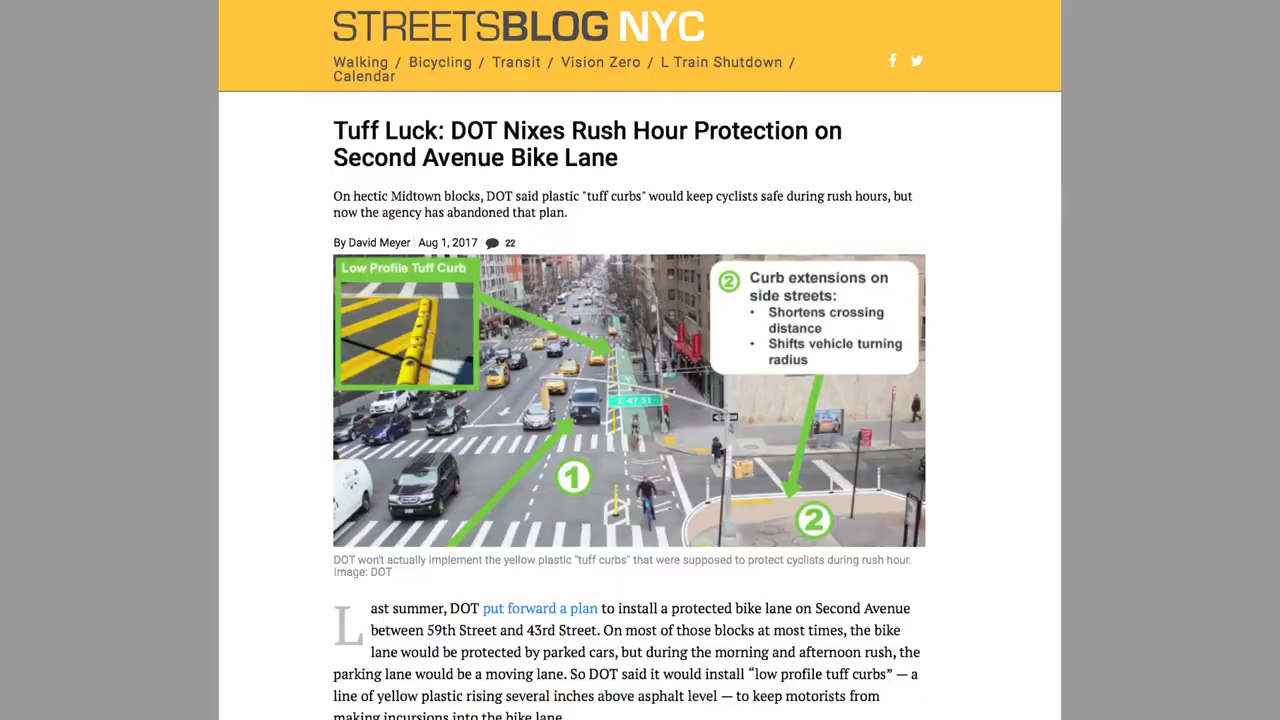 STREETSBLOG NYC
Walking / Bicycling / Transit / Vision Zero / L Train Shutdown /
Calendar
Tuff Luck: DOT Nixes Rush Hour Protection on
Second Avenue Bike Lane
On hectic Midtown blocks, DOT said plastic "tuff curbs" would keep cyclists safe during rush hours, but
now the agency has abandoned that plan.
By David Meyer Aug 1, 2017 22
Low Profile Tuff Curb
2 Curb extensions on
side streets:
• Shortens crossing
distance
• Shifts vehicle turning
radius
E 47 St
1
2
DOT won't actually implement the yellow plastic "tuff curbs" that were supposed to protect cyclists during rush hour.
Image: DOT
Last summer, DOT put forward a plan to install a protected bike lane on Second Avenue
between 59th Street and 43rd Street. On most of those blocks at most times, the bike
lane would be protected by parked cars, but during the morning and afternoon rush, the
parking lane would be a moving lane. So DOT said it would install “low profile tuff curbs” — a
line of yellow plastic rising several inches above asphalt level — to keep motorists from
making incursions into the bike lane.